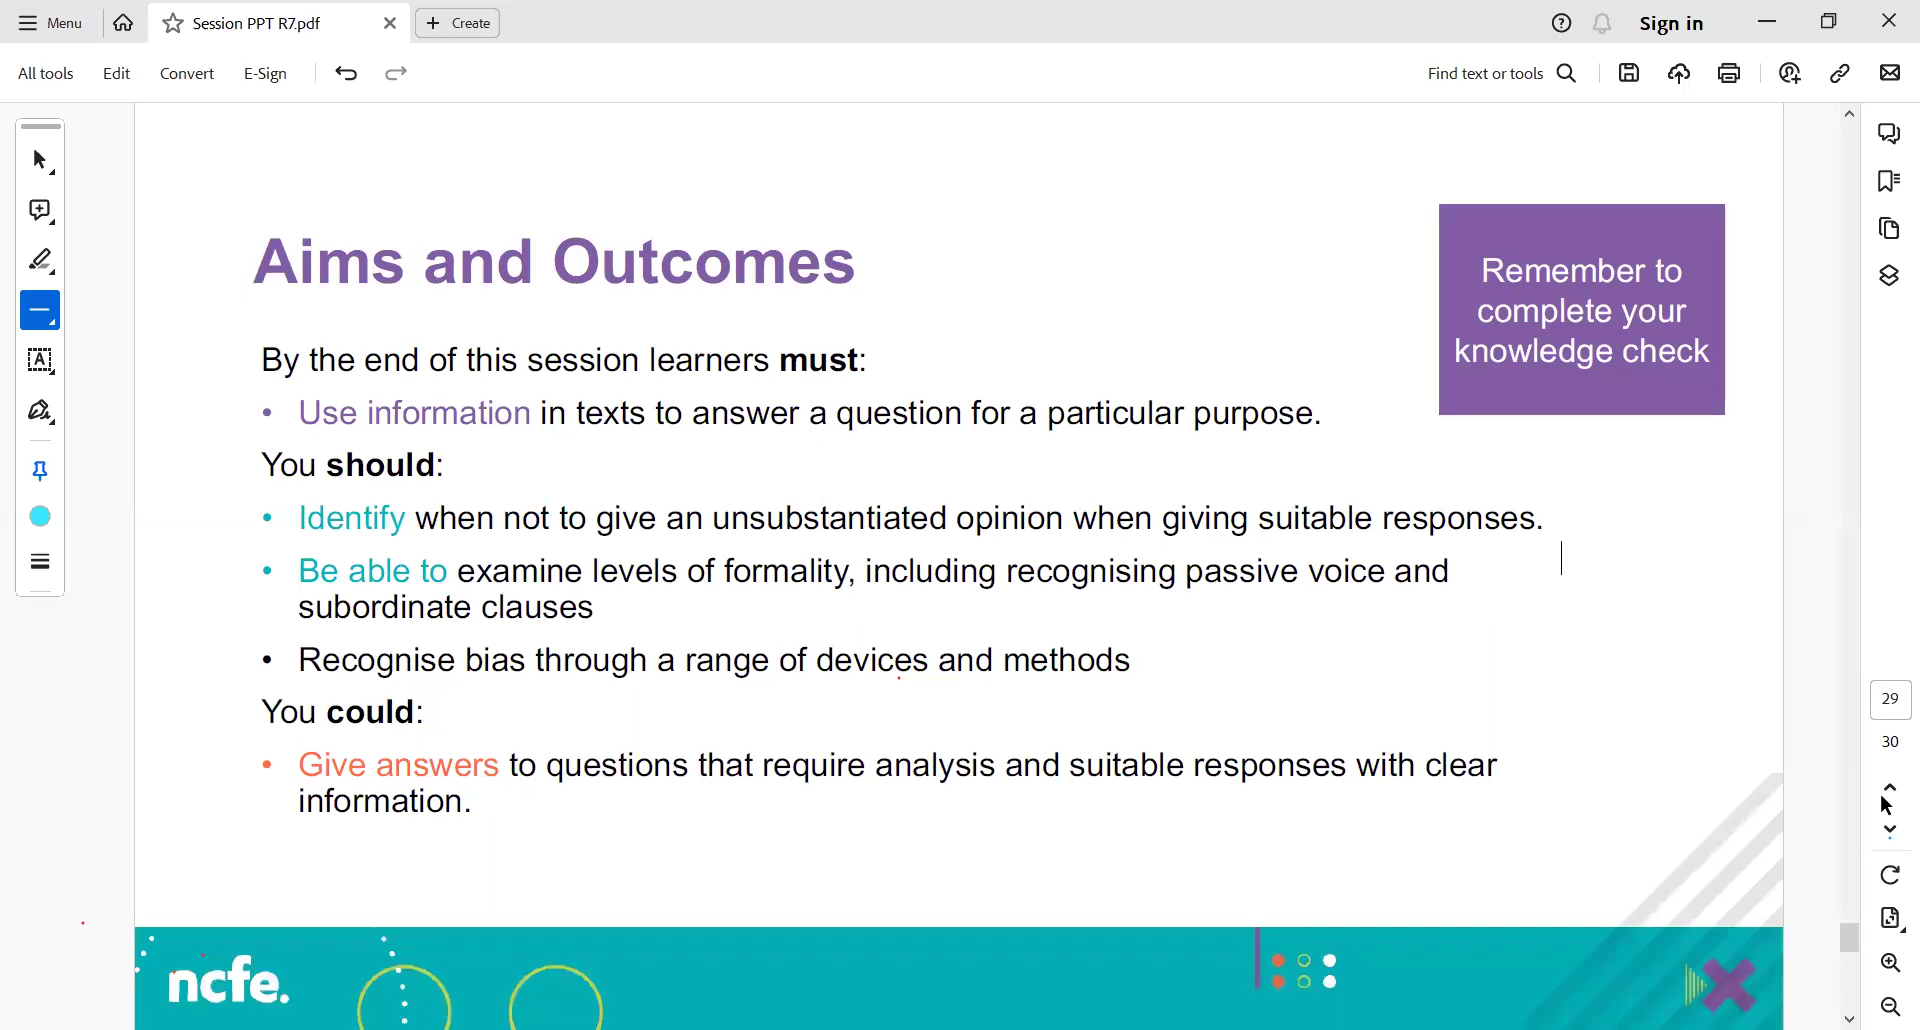 Menu
Session PPT R7.pdf
Create
Sign in
All tools
Edit
Convert
E-Sign
Find text or tools
Aims and Outcomes
Remember to
complete your
knowledge check
By the end of this session learners must:
• Use information in texts to answer a question for a particular purpose.
You should:
• Identify when not to give an unsubstantiated opinion when giving suitable responses.
• Be able to examine levels of formality, including recognising passive voice and
subordinate clauses
• Recognise bias through a range of devices and methods
You could:
• Give answers to questions that require analysis and suitable responses with clear
information.
29
30
ncfe.